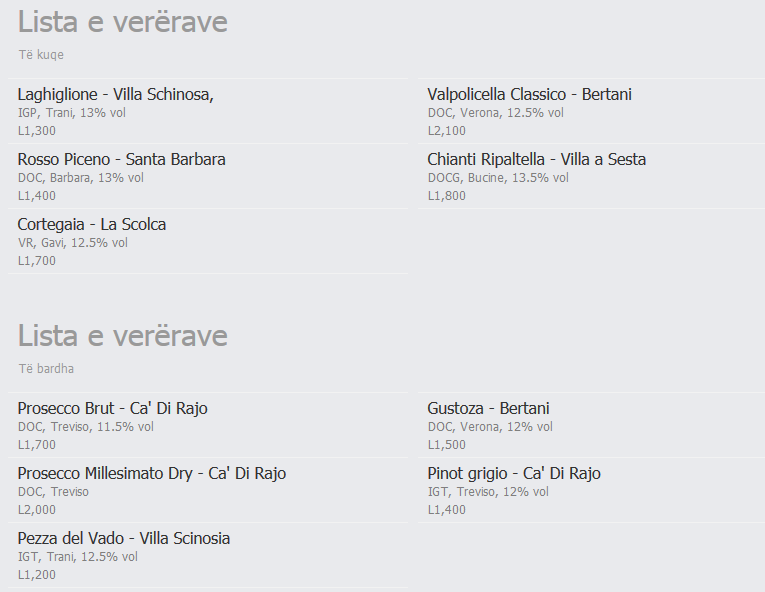 Lista e verërave
Të kuqe
Laghiglione - Villa Schinosa,
IGP, Trani, 13% vol
L1,300
Valpolicella Classico - Bertani
DOC, Verona, 12.5% vol
L2,100
Rosso Piceno - Santa Barbara
DOC, Barbara, 13% vol
L1,400
Chianti Ripaltella - Villa a Sesta
DOCG, Bucine, 13.5% vol
L1,800
Cortegaia - La Scolca
VR, Gavi, 12.5% vol
L1,700
Lista e verërave
Të bardha
Prosecco Brut - Ca' Di Rajo
DOC, Treviso, 11.5% vol
L1,700
Gustoza - Bertani
DOC, Verona, 12% vol
L1,500
Prosecco Millesimato Dry - Ca' Di Rajo
DOC, Treviso
L2,000
Pinot grigio - Ca' Di Rajo
IGT, Treviso, 12% vol
L1,400
Pezza del Vado - Villa Scinosia
IGT, Trani, 12.5% vol
L1,200